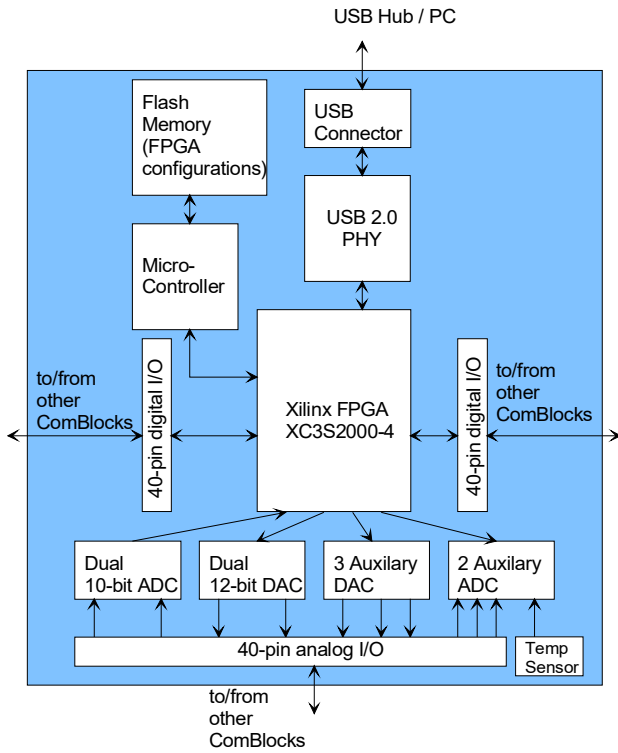 USB Hub / PC
Flash
Memory
(FPGA
configurations)
USB
Connector
USB 2.0
PHY
Micro-
Controller
to/from
other
ComBlocks
40-pin digital I/O
Xilinx FPGA
XC3S2000-4
40-pin digital I/O
to/from
other
ComBlocks
Dual
10-bit ADC
Dual
12-bit DAC
3 Auxilary
DAC
2 Auxilary
ADC
40-pin analog I/O
Temp
Sensor
to/from
other
ComBlocks